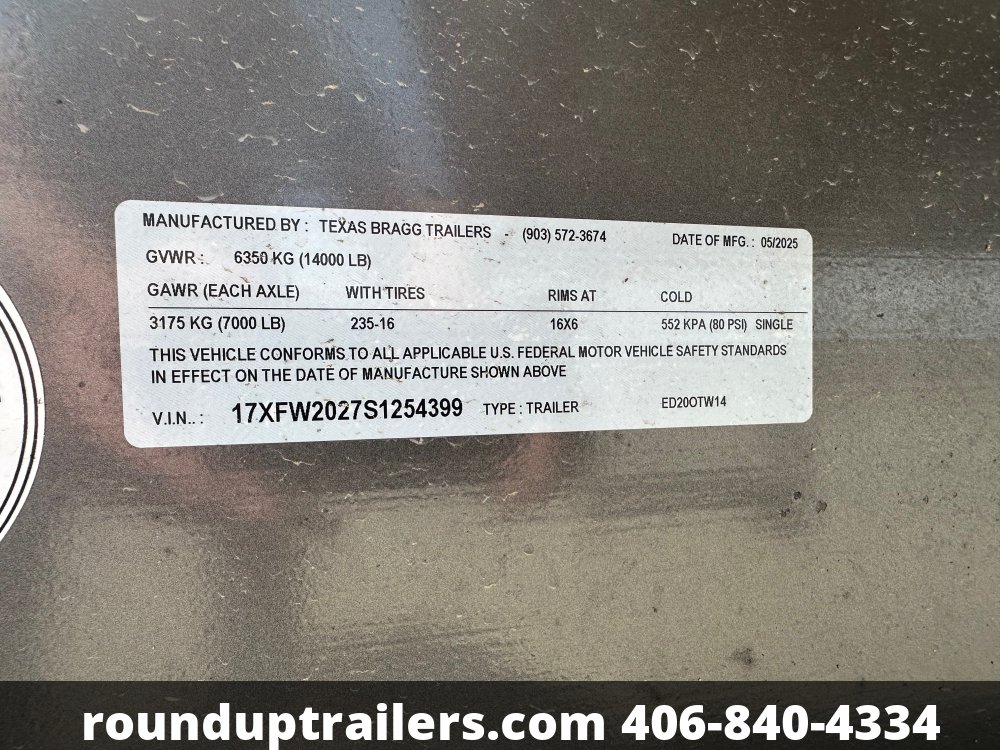 MANUFACTURED BY : TEXAS BRAGG TRAILERS - (903) 572-3674 DATE OF MFG. : 05/2025
GVWR : 6350 KG (14000 LB)
GAWR (EACH AXLE) WITH TIRES RIMS AT COLD
3175 KG (7000 LB) 235-16 16X6 552 KPA (80 PSI) SINGLE
THIS VEHICLE CONFORMS TO ALL APPLICABLE U.S. FEDERAL MOTOR VEHICLE SAFETY STANDARDS
IN EFFECT ON THE DATE OF MANUFACTURE SHOWN ABOVE
V.I.N.. : 17XFW2027S1254399 TYPE : TRAILER ED20OTW14
rounduptrailers.com 406-840-4334